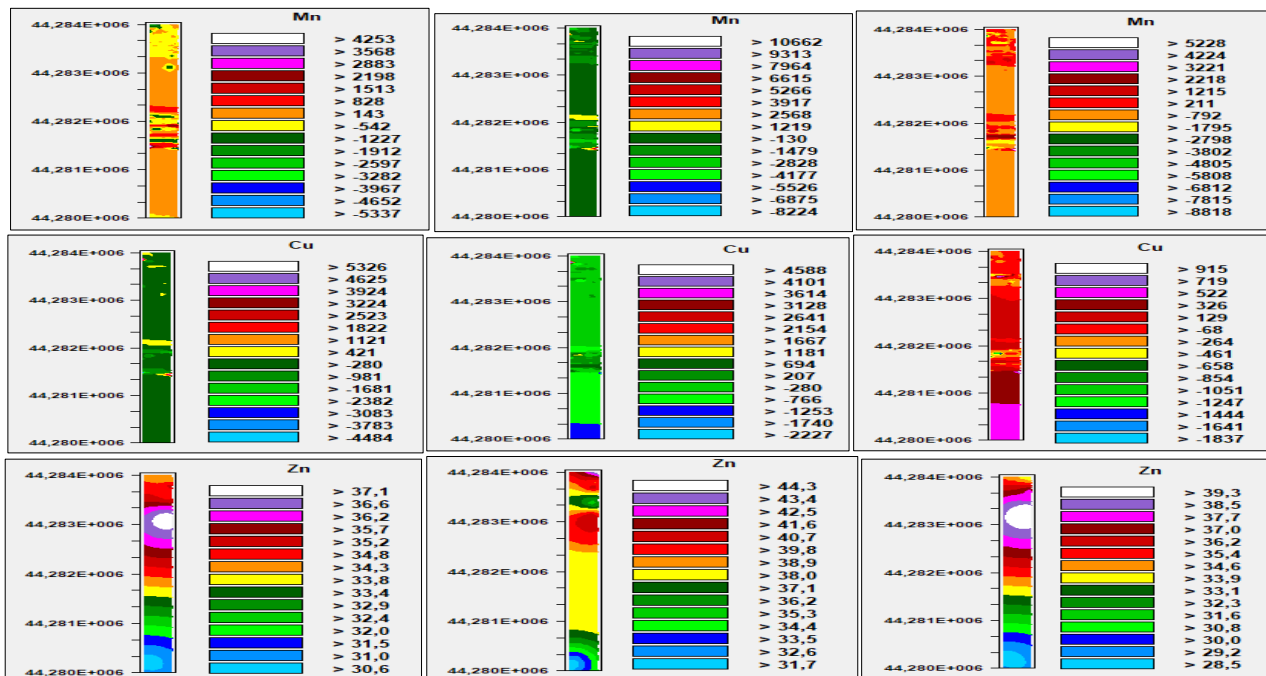 Mn
44,284E+006
44,283E+006
44,282E+006
44,281E+006
44,280E+006
> 4253
> 3568
> 2883
> 2198
> 1513
> 828
> 143
> -542
> -1227
> -1912
> -2597
> -3282
> -3967
> -4652
> -5337
Mn
44,284E+006
44,283E+006
44,282E+006
44,281E+006
44,280E+006
> 10662
> 9313
> 7964
> 6615
> 5266
> 3917
> 2568
> 1219
> -130
> -1479
> -2828
> -4177
> -5526
> -6875
> -8224
Mn
44,284E+006
44,283E+006
44,282E+006
44,281E+006
44,280E+006
> 5228
> 4224
> 3221
> 2218
> 1215
> 211
> -792
> -1795
> -2798
> -3802
> -4805
> -5808
> -6812
> -7815
> -8818
Cu
44,284E+006
44,283E+006
44,282E+006
44,281E+006
44,280E+006
> 5326
> 4625
> 3924
> 3224
> 2523
> 1822
> 1121
> 421
> -280
> -981
> -1681
> -2382
> -3083
> -3783
> -4484
Cu
44,284E+006
44,283E+006
44,282E+006
44,281E+006
44,280E+006
> 4588
> 4101
> 3614
> 3128
> 2641
> 2154
> 1667
> 1181
> 694
> 207
> -280
> -766
> -1253
> -1740
> -2227
Cu
44,284E+006
44,283E+006
44,282E+006
44,281E+006
44,280E+006
> 915
> 719
> 522
> 326
> 129
> -68
> -264
> -461
> -658
> -854
> -1051
> -1247
> -1444
> -1641
> -1837
Zn
44,284E+006
44,283E+006
44,282E+006
44,281E+006
44,280E+006
> 37,1
> 36,6
> 36,2
> 35,7
> 35,2
> 34,8
> 34,3
> 33,8
> 33,4
> 32,9
> 32,4
> 32,0
> 31,5
> 31,0
> 30,6
Zn
44,284E+006
44,283E+006
44,282E+006
44,281E+006
44,280E+006
> 44,3
> 43,4
> 42,5
> 41,6
> 40,7
> 39,8
> 38,9
> 38,0
> 37,1
> 36,2
> 35,3
> 34,4
> 33,5
> 32,6
> 31,7
Zn
44,284E+006
44,283E+006
44,282E+006
44,281E+006
44,280E+006
> 39,3
> 38,5
> 37,7
> 37,0
> 36,2
> 35,4
> 34,6
> 33,9
> 33,1
> 32,3
> 31,6
> 30,8
> 30,0
> 29,2
> 28,5